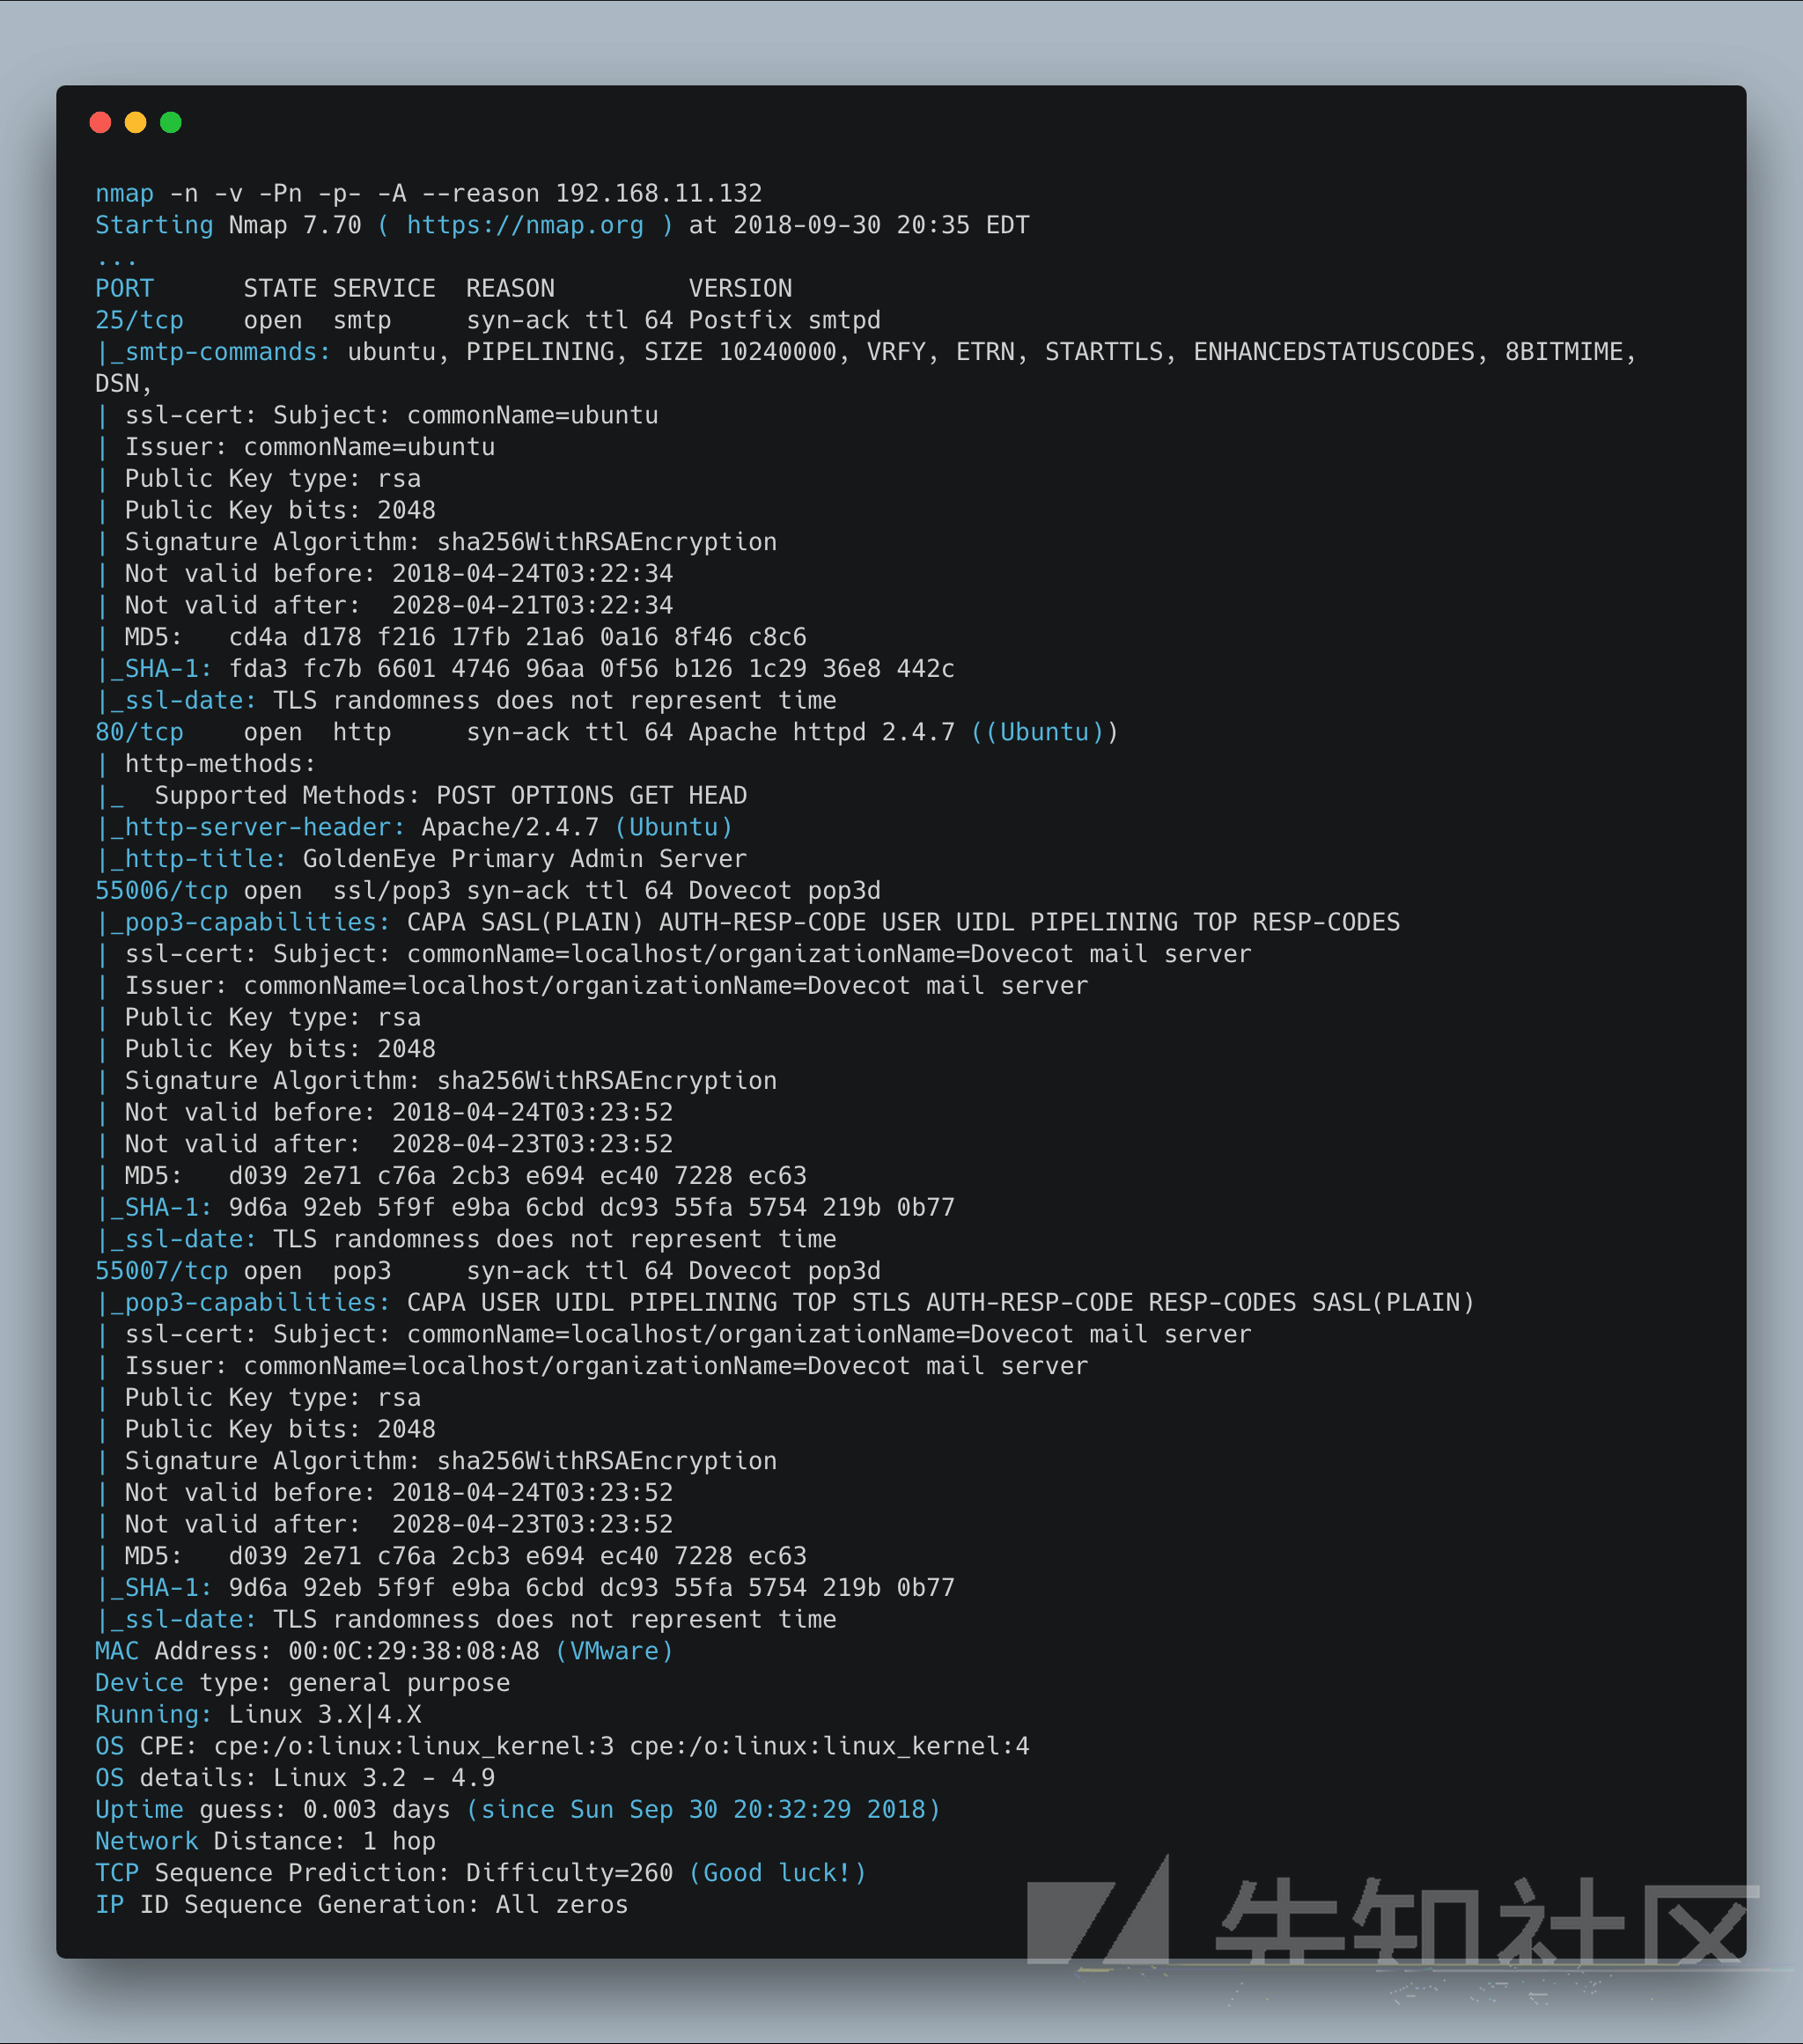 nmap -n -v -Pn -p- -A --reason 192.168.11.132
Starting Nmap 7.70 ( https://nmap.org ) at 2018-09-30 20:35 EDT
...
PORT      STATE SERVICE  REASON         VERSION
25/tcp    open  smtp     syn-ack ttl 64 Postfix smtpd
|_smtp-commands: ubuntu, PIPELINING, SIZE 10240000, VRFY, ETRN, STARTTLS, ENHANCEDSTATUSCODES, 8BITMIME,
DSN,
| ssl-cert: Subject: commonName=ubuntu
| Issuer: commonName=ubuntu
| Public Key type: rsa
| Public Key bits: 2048
| Signature Algorithm: sha256WithRSAEncryption
| Not valid before: 2018-04-24T03:22:34
| Not valid after:  2028-04-21T03:22:34
| MD5:   cd4a d178 f216 17fb 21a6 0a16 8f46 c8c6
|_SHA-1: fda3 fc7b 6601 4746 96aa 0f56 b126 1c29 36e8 442c
|_ssl-date: TLS randomness does not represent time
80/tcp    open  http     syn-ack ttl 64 Apache httpd 2.4.7 ((Ubuntu))
| http-methods:
|_  Supported Methods: POST OPTIONS GET HEAD
|_http-server-header: Apache/2.4.7 (Ubuntu)
|_http-title: GoldenEye Primary Admin Server
55006/tcp open  ssl/pop3 syn-ack ttl 64 Dovecot pop3d
|_pop3-capabilities: CAPA SASL(PLAIN) AUTH-RESP-CODE USER UIDL PIPELINING TOP RESP-CODES
| ssl-cert: Subject: commonName=localhost/organizationName=Dovecot mail server
| Issuer: commonName=localhost/organizationName=Dovecot mail server
| Public Key type: rsa
| Public Key bits: 2048
| Signature Algorithm: sha256WithRSAEncryption
| Not valid before: 2018-04-24T03:23:52
| Not valid after:  2028-04-23T03:23:52
| MD5:   d039 2e71 c76a 2cb3 e694 ec40 7228 ec63
|_SHA-1: 9d6a 92eb 5f9f e9ba 6cbd dc93 55fa 5754 219b 0b77
|_ssl-date: TLS randomness does not represent time
55007/tcp open  pop3     syn-ack ttl 64 Dovecot pop3d
|_pop3-capabilities: CAPA USER UIDL PIPELINING TOP STLS AUTH-RESP-CODE RESP-CODES SASL(PLAIN)
| ssl-cert: Subject: commonName=localhost/organizationName=Dovecot mail server
| Issuer: commonName=localhost/organizationName=Dovecot mail server
| Public Key type: rsa
| Public Key bits: 2048
| Signature Algorithm: sha256WithRSAEncryption
| Not valid before: 2018-04-24T03:23:52
| Not valid after:  2028-04-23T03:23:52
| MD5:   d039 2e71 c76a 2cb3 e694 ec40 7228 ec63
|_SHA-1: 9d6a 92eb 5f9f e9ba 6cbd dc93 55fa 5754 219b 0b77
|_ssl-date: TLS randomness does not represent time
MAC Address: 00:0C:29:38:08:A8 (VMware)
Device type: general purpose
Running: Linux 3.X|4.X
OS CPE: cpe:/o:linux:linux_kernel:3 cpe:/o:linux:linux_kernel:4
OS details: Linux 3.2 - 4.9
Uptime guess: 0.003 days (since Sun Sep 30 20:32:29 2018)
Network Distance: 1 hop
TCP Sequence Prediction: Difficulty=260 (Good luck!)
IP ID Sequence Generation: All zeros
先知社区